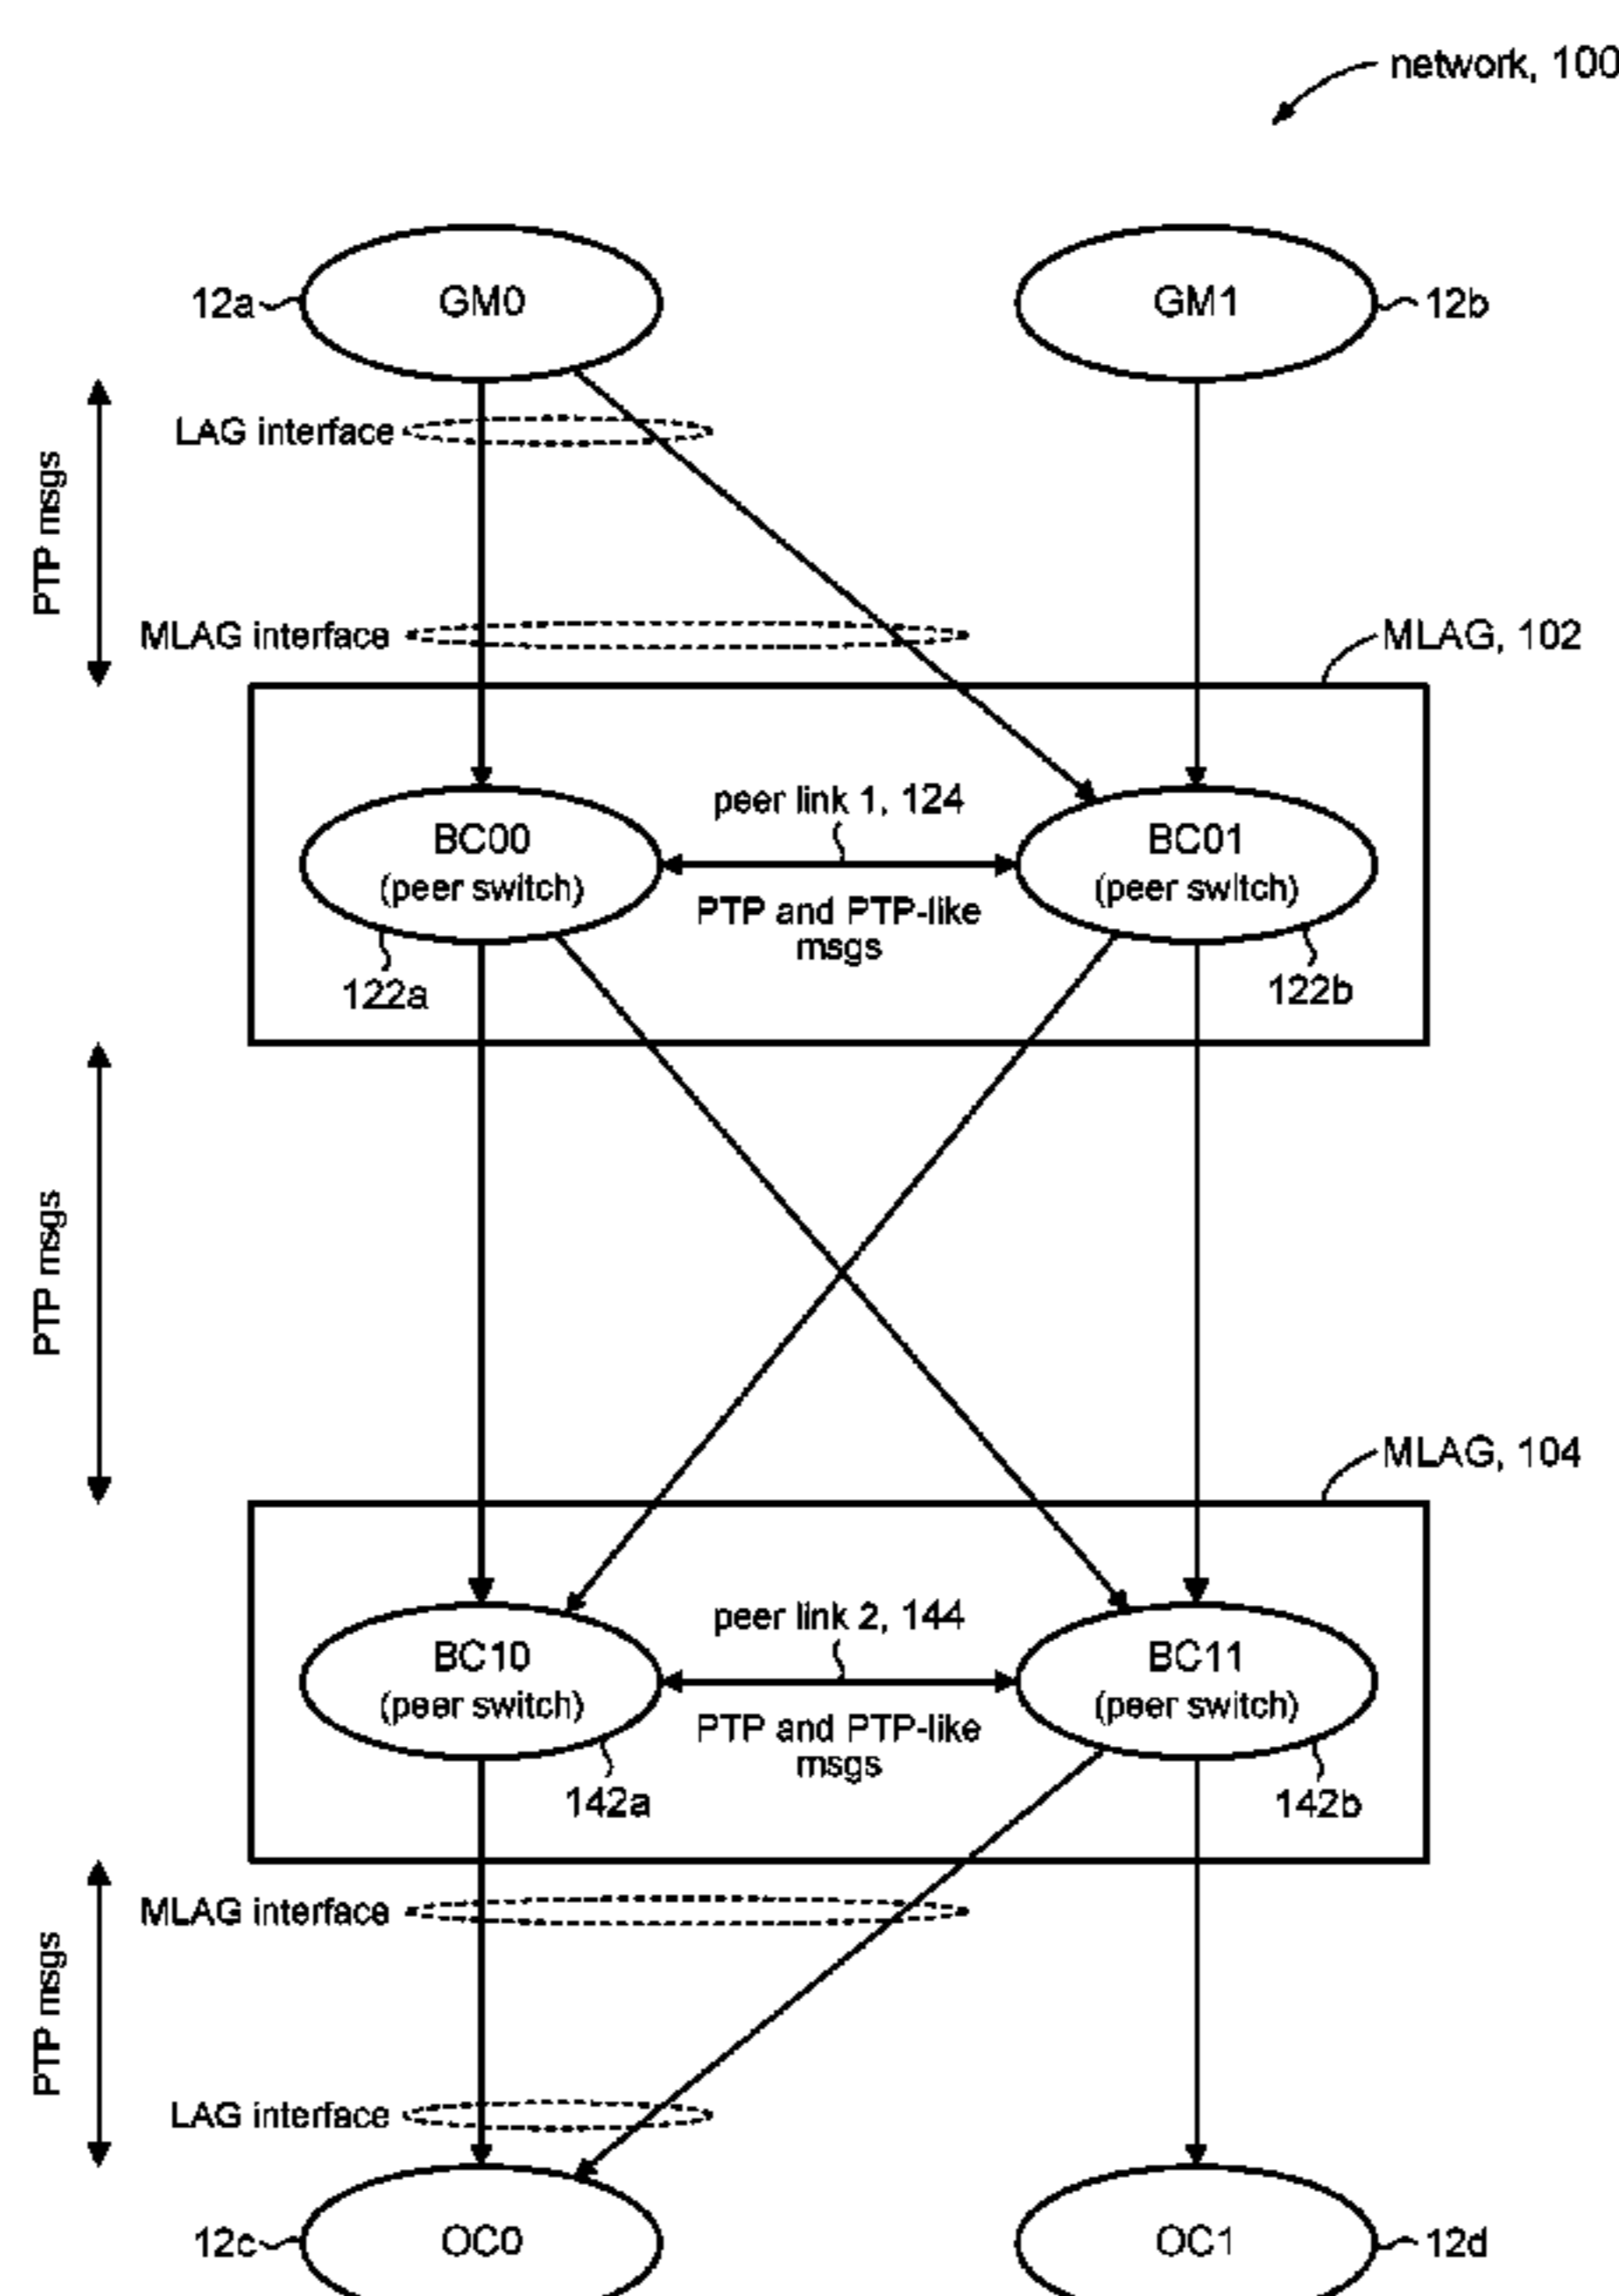 network, 100
12a
GM0
GM1
12b
LAG interface
PTP msgs
MLAG interface
MLAG, 102
peer link 1, 124
BC00
(peer switch)
BC01
(peer switch)
PTP and PTP-like
msgs
122a
122b
PTP msgs
MLAG, 104
peer link 2, 144
BC10
(peer switch)
BC11
(peer switch)
PTP and PTP-like
msgs
142a
142b
MLAG interface
PTP msgs
LAG interface
12c
OC0
OC1
12d